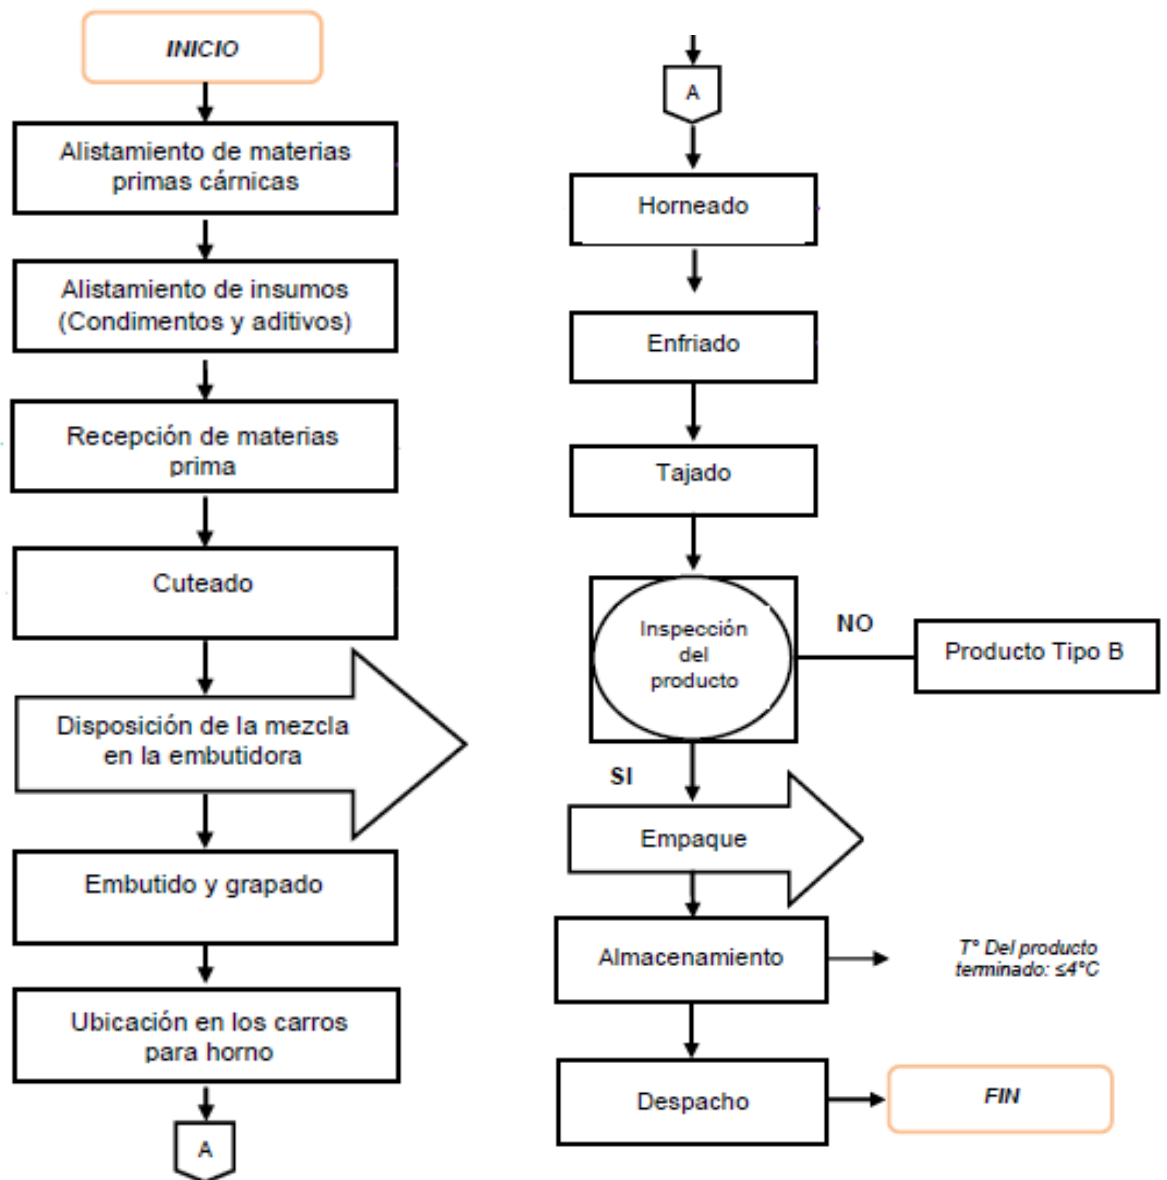 INICIO
Alistamiento de materias
primas cárnicas
Alistamiento de insumos
(Condimentos y aditivos)
Recepción de materias
prima
Cuteado
Disposición de la mezcla
en la embutidora
Embutido y grapado
Ubicación en los carros
para horno
A
A
Horneado
Enfriado
Tajado
Inspección
del
producto
NO
Producto Tipo B
SI
Empaque
Almacenamiento
T° Del producto
terminado: ≤4°C
Despacho
FIN